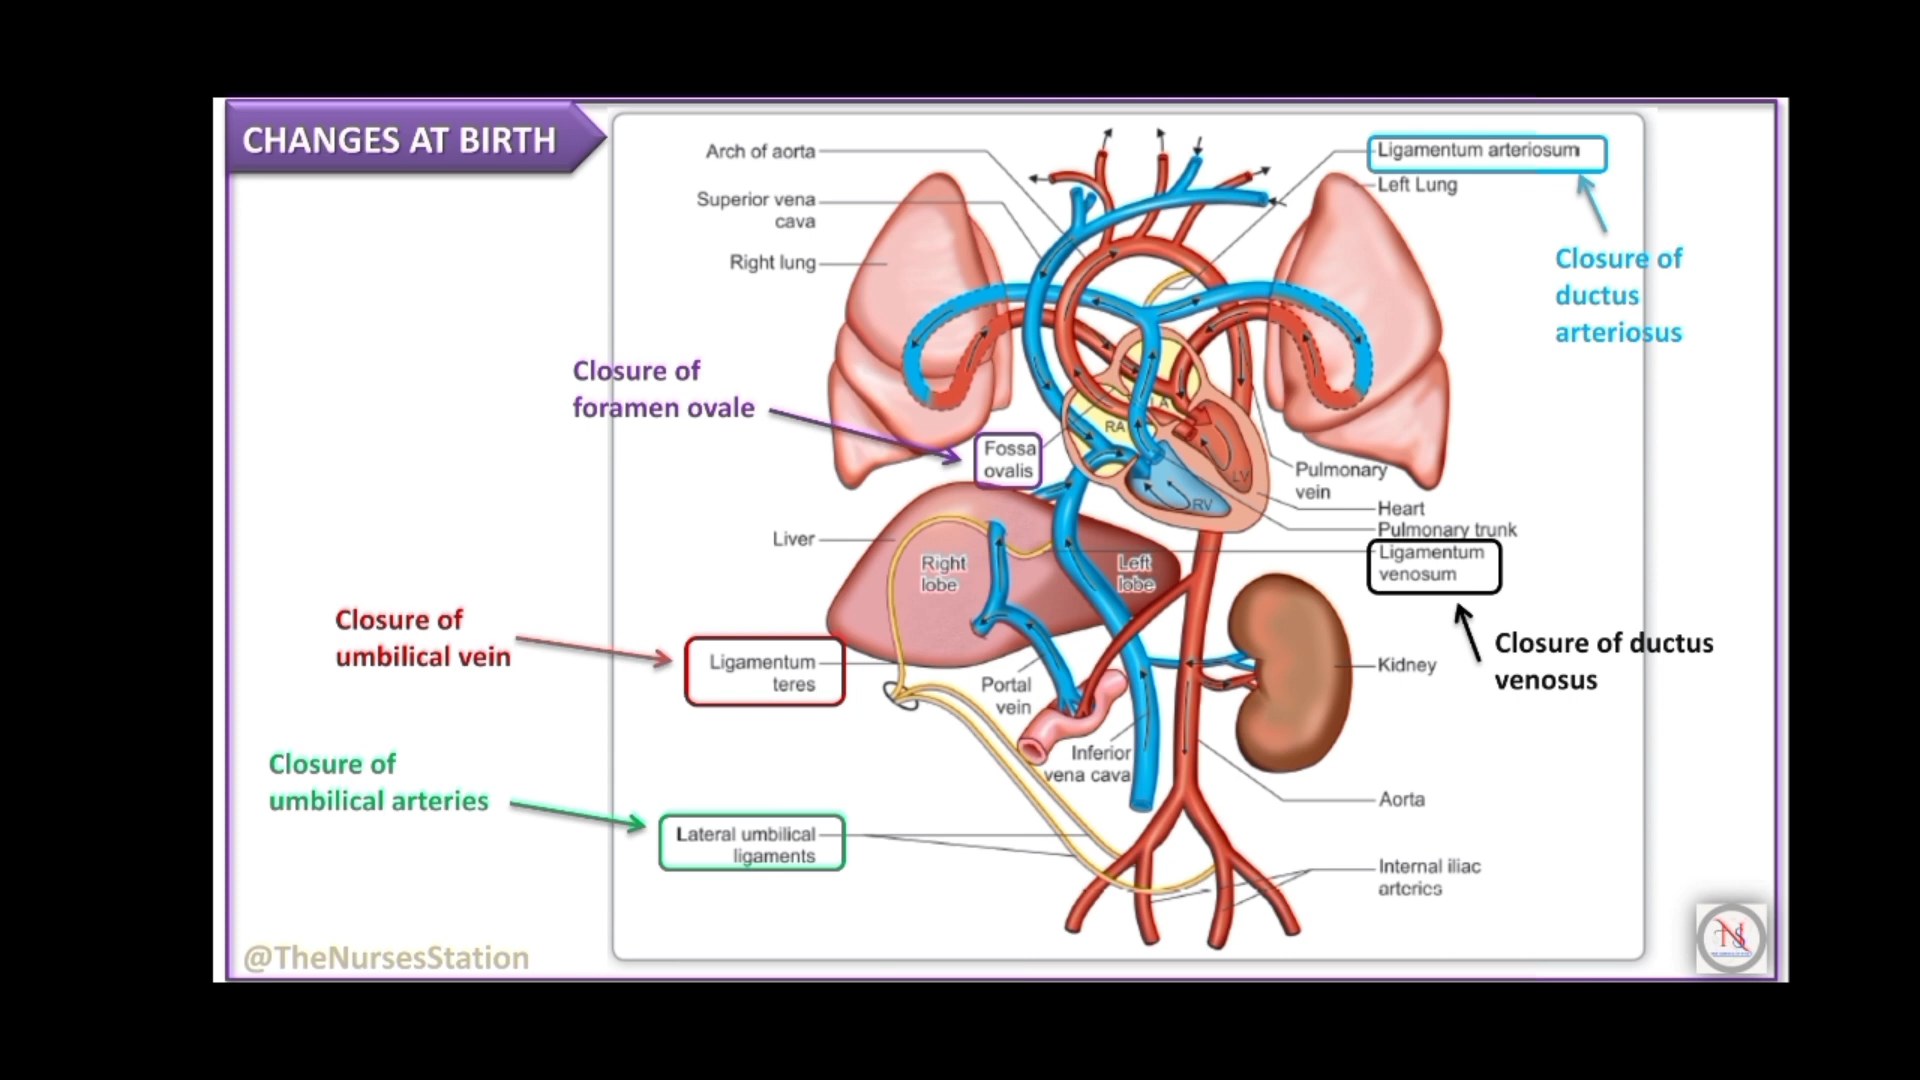 CHANGES AT BIRTH
Arch of aorta
Superior vena
cava
Right lung
Ligamentum arteriosum
Left Lung
Closure of
ductus
arteriosus
Closure of
foramen ovale
Fossa
ovalis
LA
RA
LV
RV
Pulmonary
vein
Heart
Pulmonary trunk
Ligamentum
venosum
Liver
Right
lobe
Left
lobe
Closure of
umbilical vein
Ligamentum
teres
Portal
vein
Kidney
Closure of ductus
venosus
Inferior
vena cava
Closure of
umbilical arteries
Lateral umbilical
ligaments
Aorta
Internal iliac
arteries
@TheNursesStation
NS